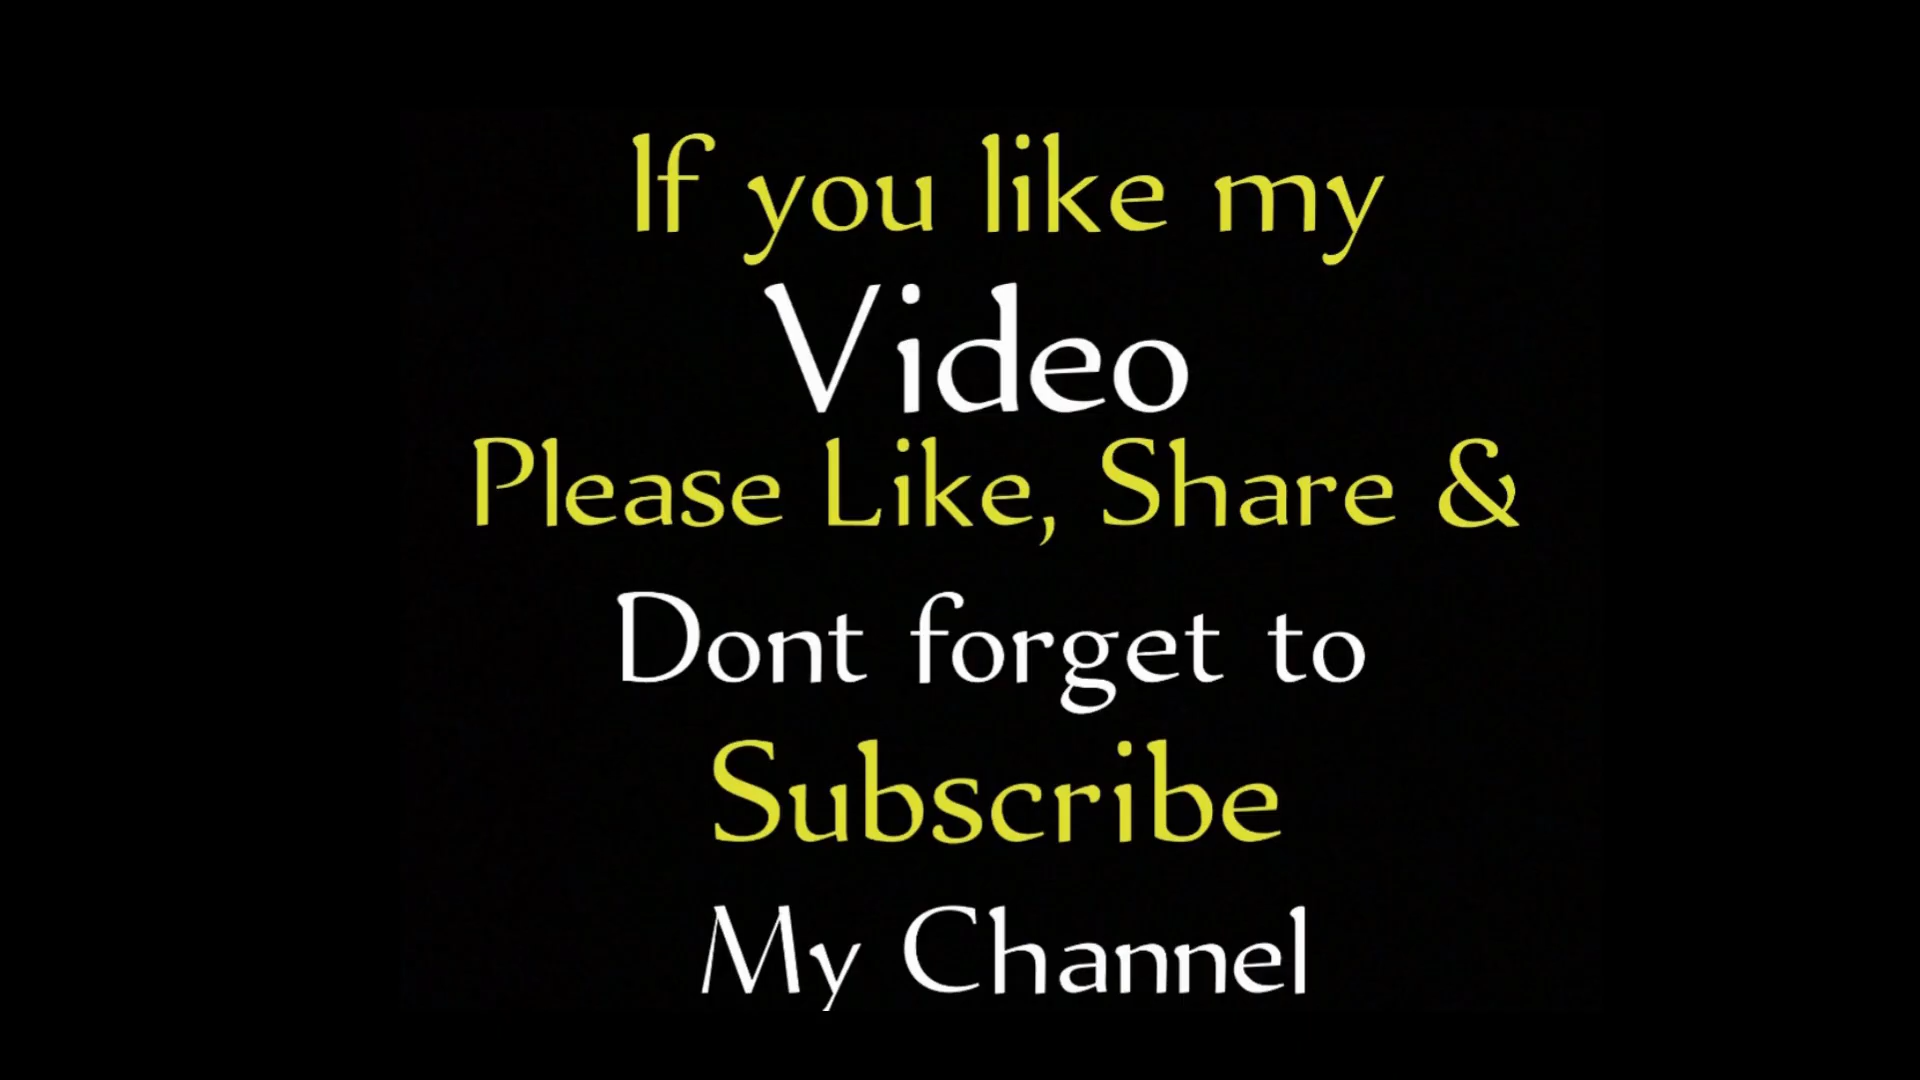 If you like my
Video
Please Like, Share &
Dont forget to
Subscribe
My Channel